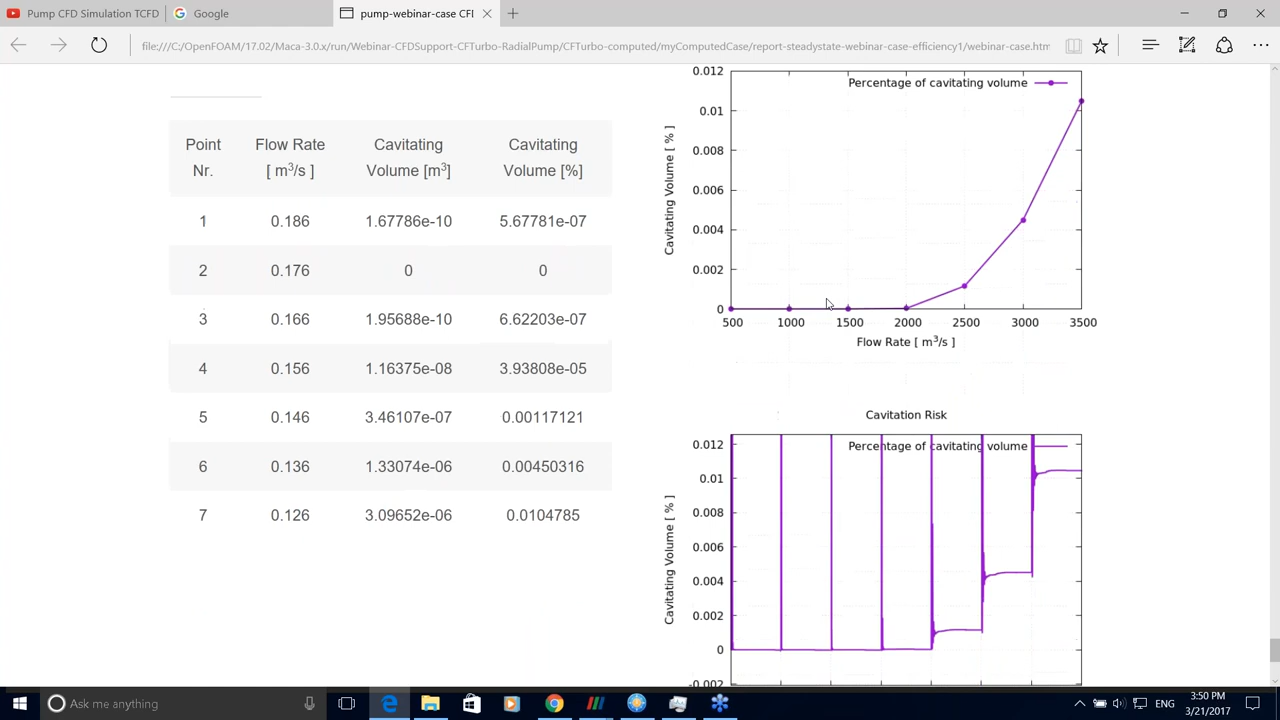 Pump CFD Simulation TCFD
Google
pump-webinar-case CFI
file:///C:/OpenFOAM/17.02/Maca-3.0.x/run/Webinar-CFDSupport-CFTurbo-RadialPump/CFTurbo-computed/myComputedCase/report-steadystate-webinar-case-efficiency1/webinar-case.htm
Point Nr. Flow Rate [ m³/s ] Cavitating Volume [m³] Cavitating Volume [%]
1 0.186 1.67786e-10 5.67781e-07
2 0.176 0 0
3 0.166 1.95688e-10 6.62203e-07
4 0.156 1.16375e-08 3.93808e-05
5 0.146 3.46107e-07 0.00117121
6 0.136 1.33074e-06 0.00450316
7 0.126 3.09652e-06 0.0104785
Percentage of cavitating volume
Cavitating Volume [ % ]
0.012
0.01
0.008
0.006
0.004
0.002
0
500 1000 1500 2000 2500 3000 3500
Flow Rate [ m³/s ]
Cavitation Risk
Percentage of cavitating volume
Cavitating Volume [ % ]
0.012
0.01
0.008
0.006
0.004
0.002
0
-0.002
Ask me anything
ENG
3:50 PM
3/21/2017